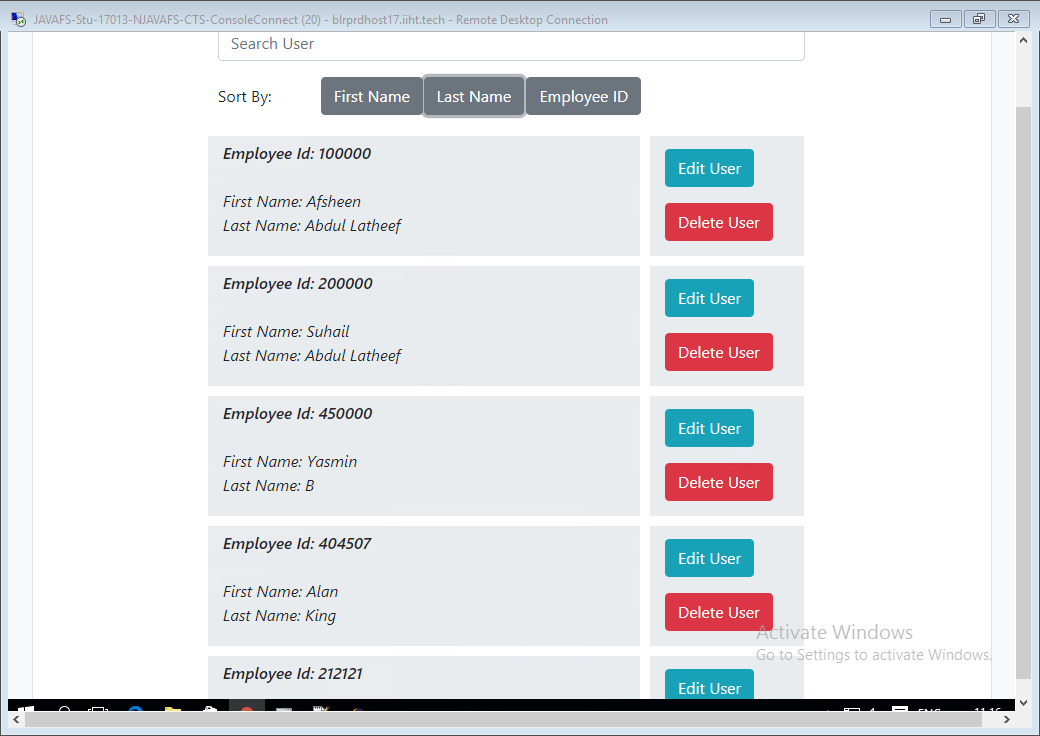 JAVAFS-Stu-17013-NJAVAFS-CTS-ConsoleConnect (20) - blrprdhost17.iiht.tech - Remote Desktop Connection
Search User
Sort By:
First Name
Last Name
Employee ID
Employee Id: 100000
First Name: Afsheen
Last Name: Abdul Latheef
Edit User
Delete User
Employee Id: 200000
First Name: Suhail
Last Name: Abdul Latheef
Edit User
Delete User
Employee Id: 450000
First Name: Yasmin
Last Name: B
Edit User
Delete User
Employee Id: 404507
First Name: Alan
Last Name: King
Edit User
Delete User
Activate Windows
Go to Settings to activate Windows.
Employee Id: 212121
Edit User